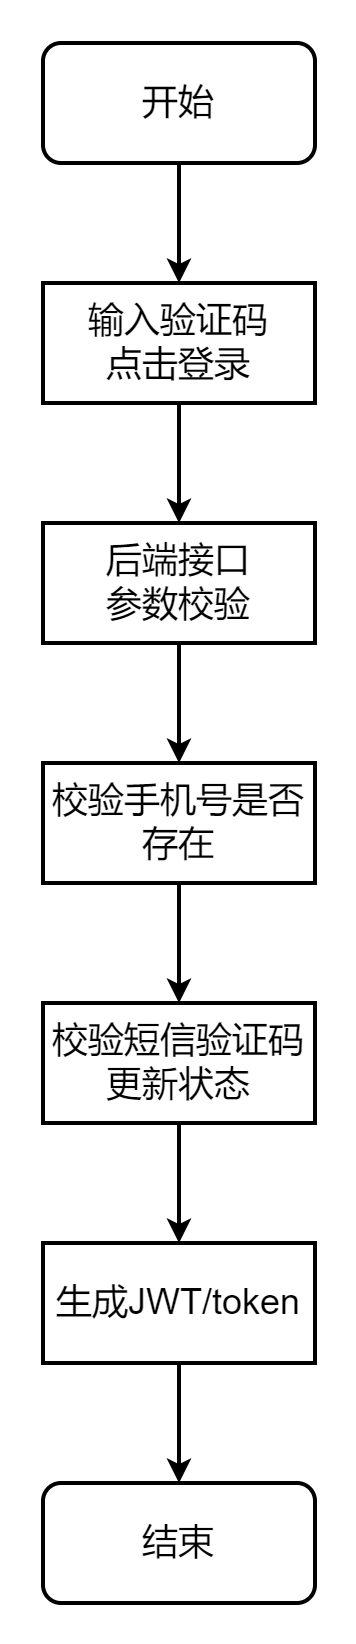 开始
输入验证码
点击登录
后端接口
参数校验
校验手机号是否
存在
校验短信验证码
更新状态
生成JWT/token
结束